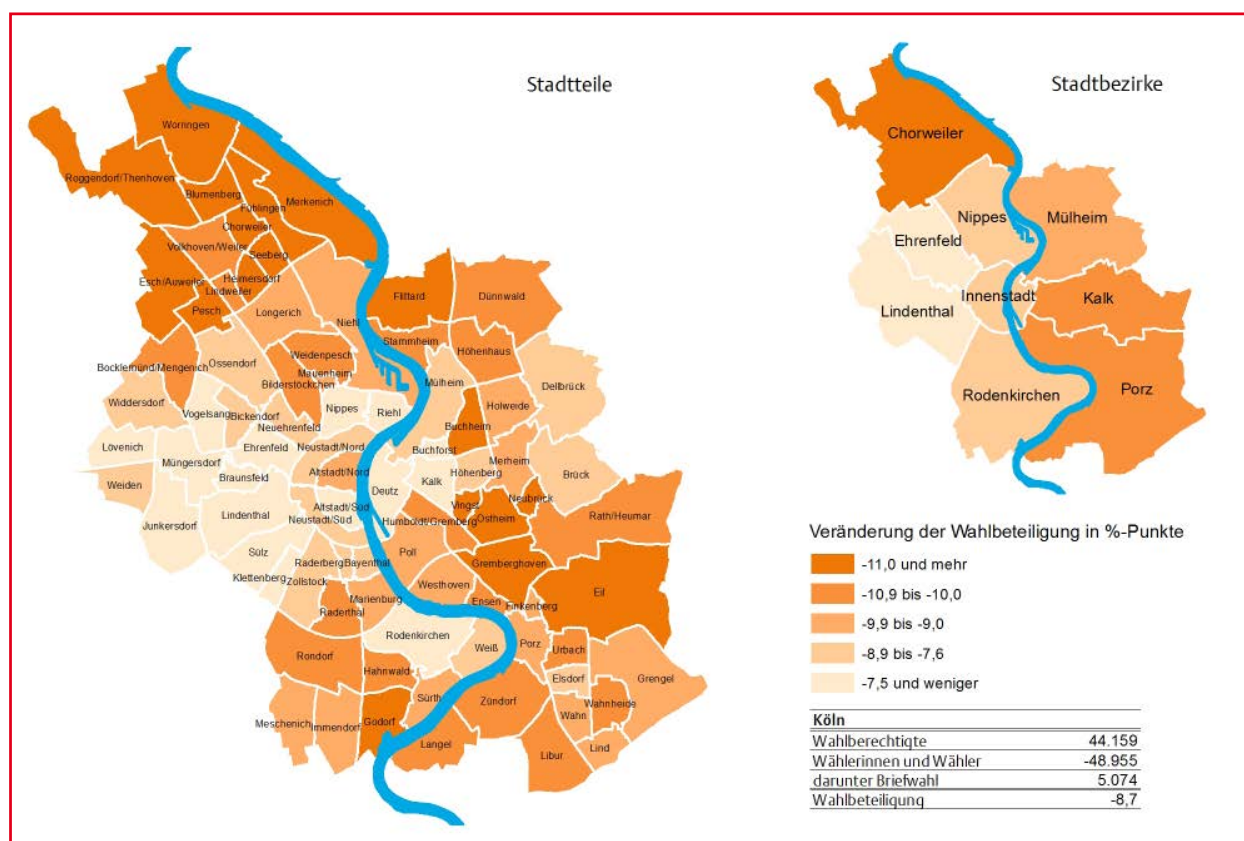 Stadtteile
Worringen
Roggendorf/Thenhoven
Blumenberg
Fühlingen
Merkenich
Chorweiler
Volkhoven/Weiler
Seeberg
Esch/Auweiler
Heimersdorf
Lindweiler
Pesch
Longerich
Niehl
Flittard
Dünnwald
Stammheim
Höhenhaus
Bocklemünd/Mengenich
Ossendorf
Weidenpesch
Mauenheim
Bilderstöckchen
Mülheim
Dellbrück
Widdersdorf
Vogelsang
Bickendorf
Nippes
Riehl
Holweide
Neuehrenfeld
Buchheim
Lövenich
Ehrenfeld
Neustadt/Nord
Buchforst
Merheim
Müngersdorf
Altstadt/Nord
Höhenberg
Brück
Braunsfeld
Weiden
Deutz
Kalk
Neubrück
Lindenthal
Altstadt/Süd
Vingst
Junkersdorf
Neustadt/Süd
Humboldt/Gremberg
Ostheim
Rath/Heumar
Sülz
Poll
Raderberg
Bayenthal
Gremberghoven
Klettenberg
Zollstock
Westhoven
Eil
Marienburg
Ensen
Finkenberg
Raderthal
Rodenkirchen
Weiß
Porz
Urbach
Rondorf
Hahnwald
Elsdorf
Grengel
Sürth
Zündorf
Wahnheide
Meschenich
Immendorf
Godorf
Wahn
Langel
Libur
Lind
Stadtbezirke
Chorweiler
Nippes
Mülheim
Ehrenfeld
Innenstadt
Kalk
Lindenthal
Rodenkirchen
Porz
Veränderung der Wahlbeteiligung in %-Punkte
-11,0 und mehr
-10,9 bis -10,0
-9,9 bis -9,0
-8,9 bis -7,6
-7,5 und weniger
Köln
Wahlberechtigte 44.159
Wählerinnen und Wähler -48.955
darunter Briefwahl 5.074
Wahlbeteiligung -8,7